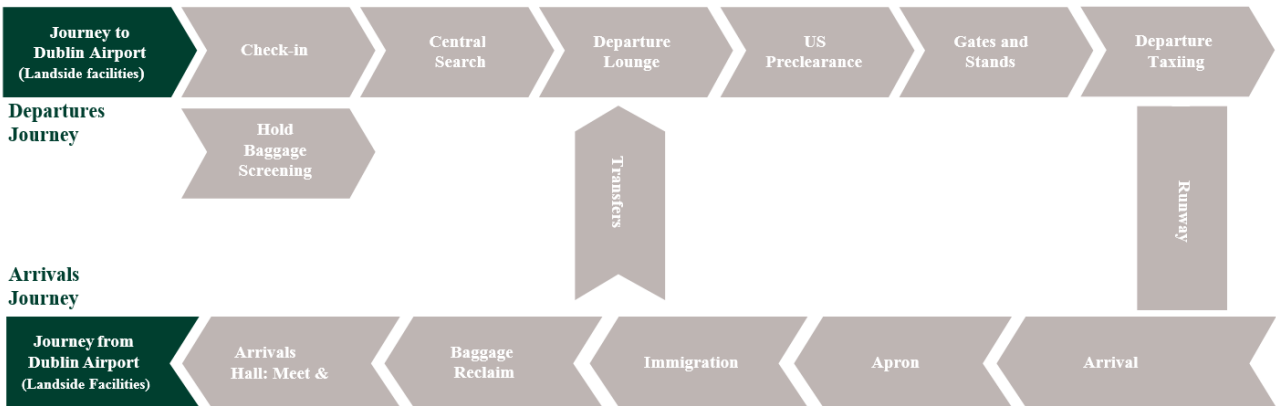 Journey to
Dublin Airport
(Landside facilities)
Check-in
Central
Search
Departure
Lounge
US
Preclearance
Gates and
Stands
Departure
Taxiing
Departures
Journey
Hold
Baggage
Screening
Transfers
Runway
Arrivals
Journey
Journey from
Dublin Airport
(Landside Facilities)
Arrivals
Hall: Meet &
Baggage
Reclaim
Immigration
Apron
Arrival